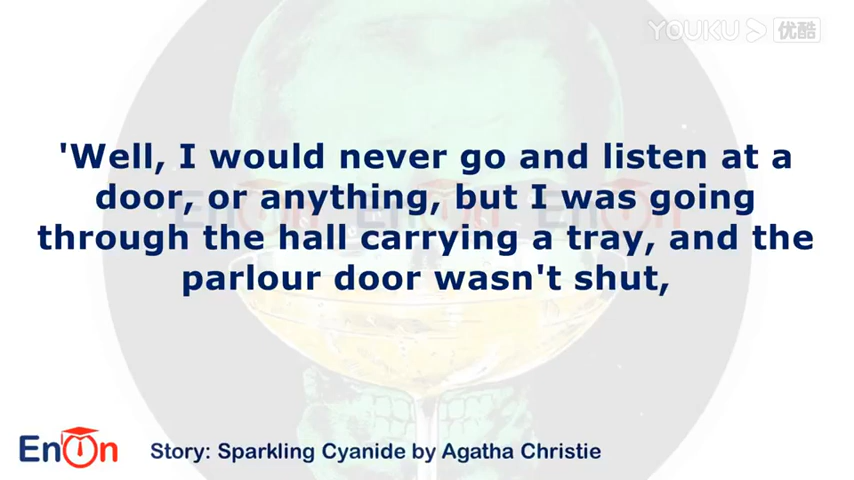 YOUKU 优酷
'Well, I would never go and listen at a
door, or anything, but I was going
through the hall carrying a tray, and the
parlour door wasn't shut,
EnOn
Story: Sparkling Cyanide by Agatha Christie